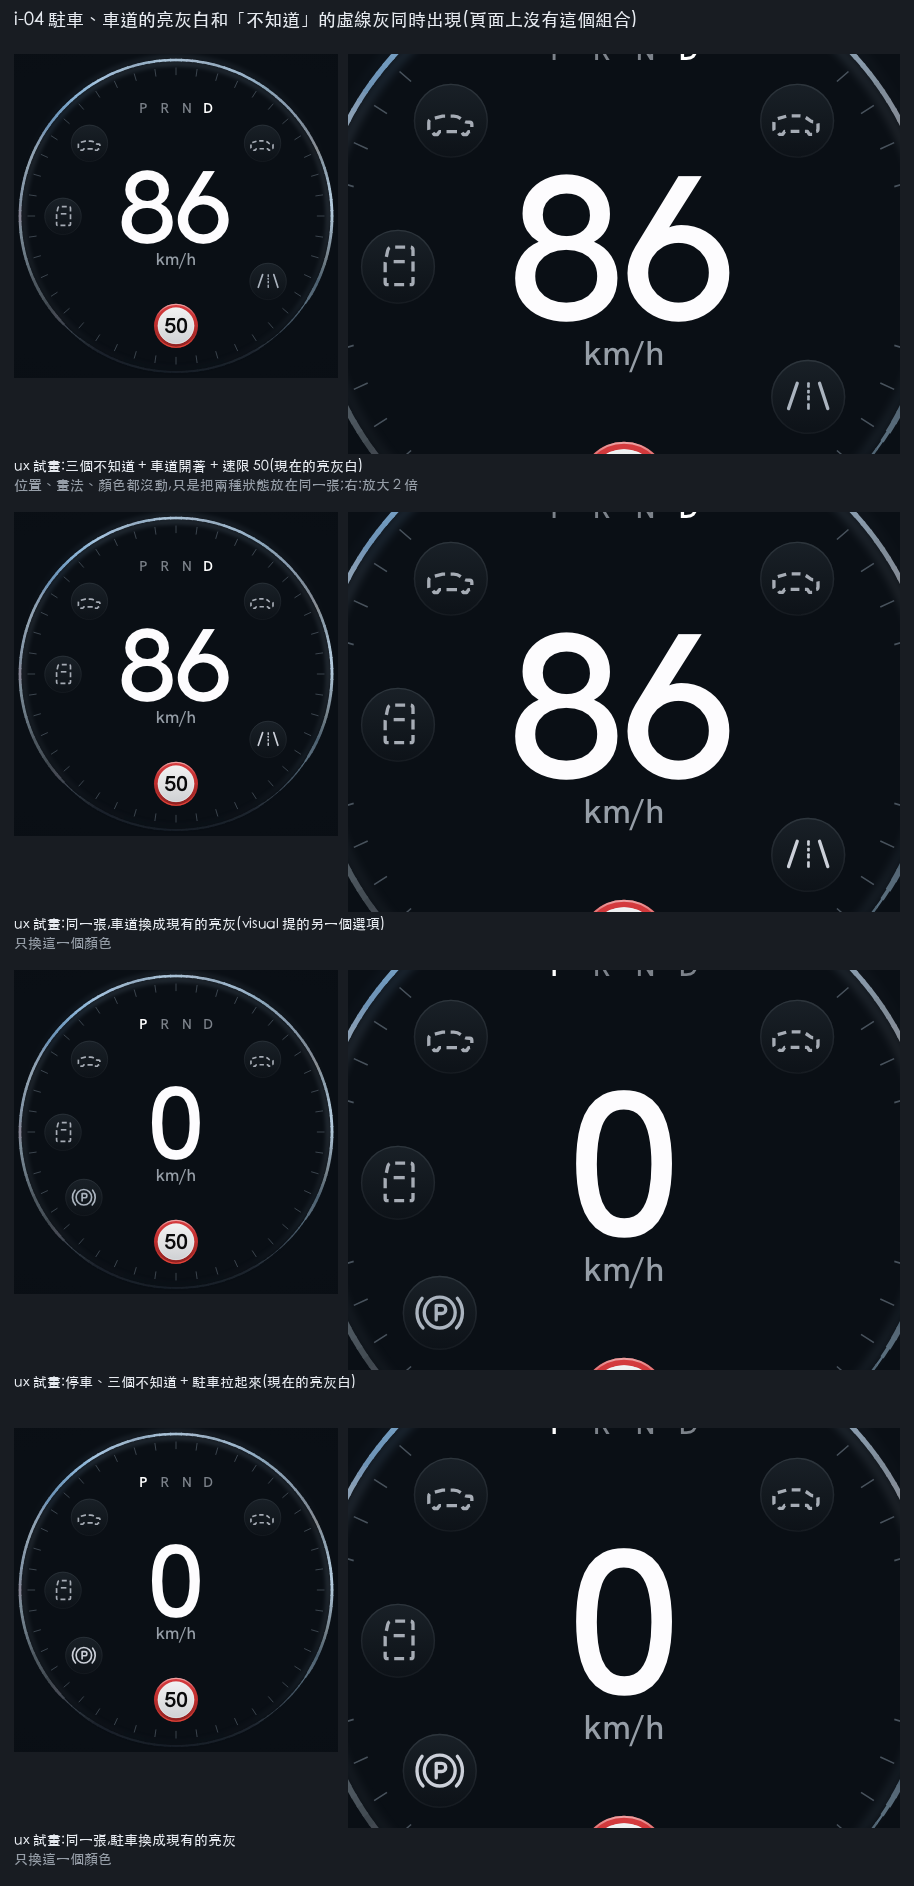 i-04 駐車、車道的亮灰白和「不知道」的虛線灰同時出現(頁面上沒有這個組合)
P R N D
86
km/h
50
P R N D
86
km/h
ux 試畫:三個不知道 + 車道開著 + 速限 50(現在的亮灰白)
位置、畫法、顏色都沒動,只是把兩種狀態放在同一張;右:放大 2 倍
P R N D
86
km/h
50
P R N D
86
km/h
ux 試畫:同一張,車道換成現有的亮灰(visual 提的另一個選項)
只換這一個顏色
P R N D
0
km/h
P
50
P R N D
0
km/h
P
ux 試畫:停車、三個不知道 + 駐車拉起來(現在的亮灰白)
P R N D
0
km/h
P
50
P R N D
0
km/h
P
ux 試畫:同一張,駐車換成現有的亮灰
只換這一個顏色